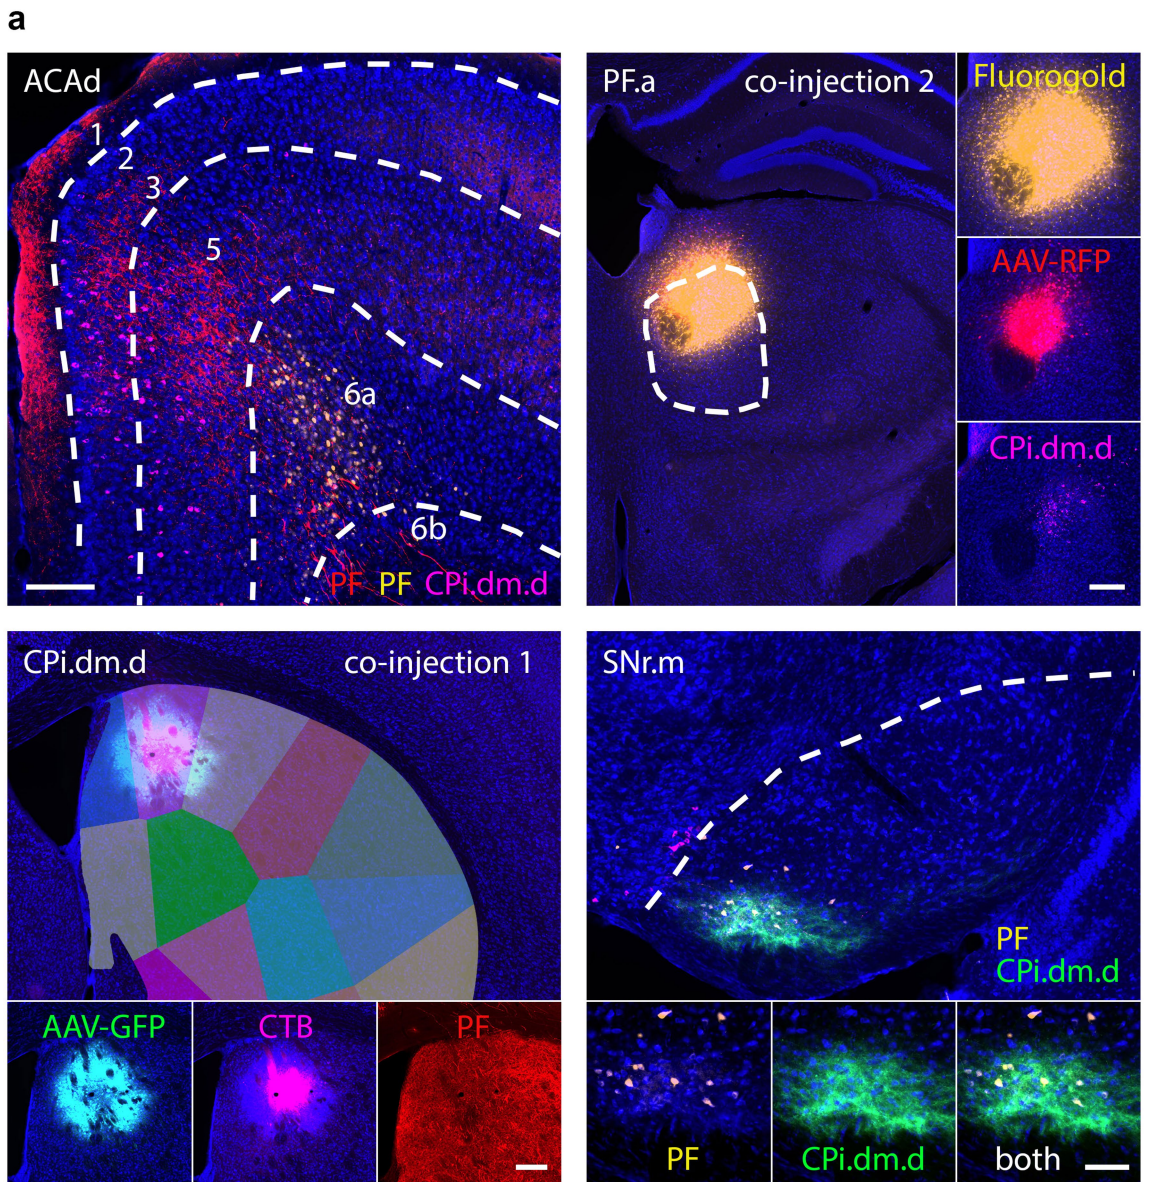 a
ACAd
1
2
3
5
6a
6b
PF PF CPi.dm.d
PF.a co-injection 2
Fluorogold
AAV-RFP
CPi.dm.d
CPi.dm.d co-injection 1
AAV-GFP
CTB
PF
SNr.m
PF
CPi.dm.d
PF
CPi.dm.d
both